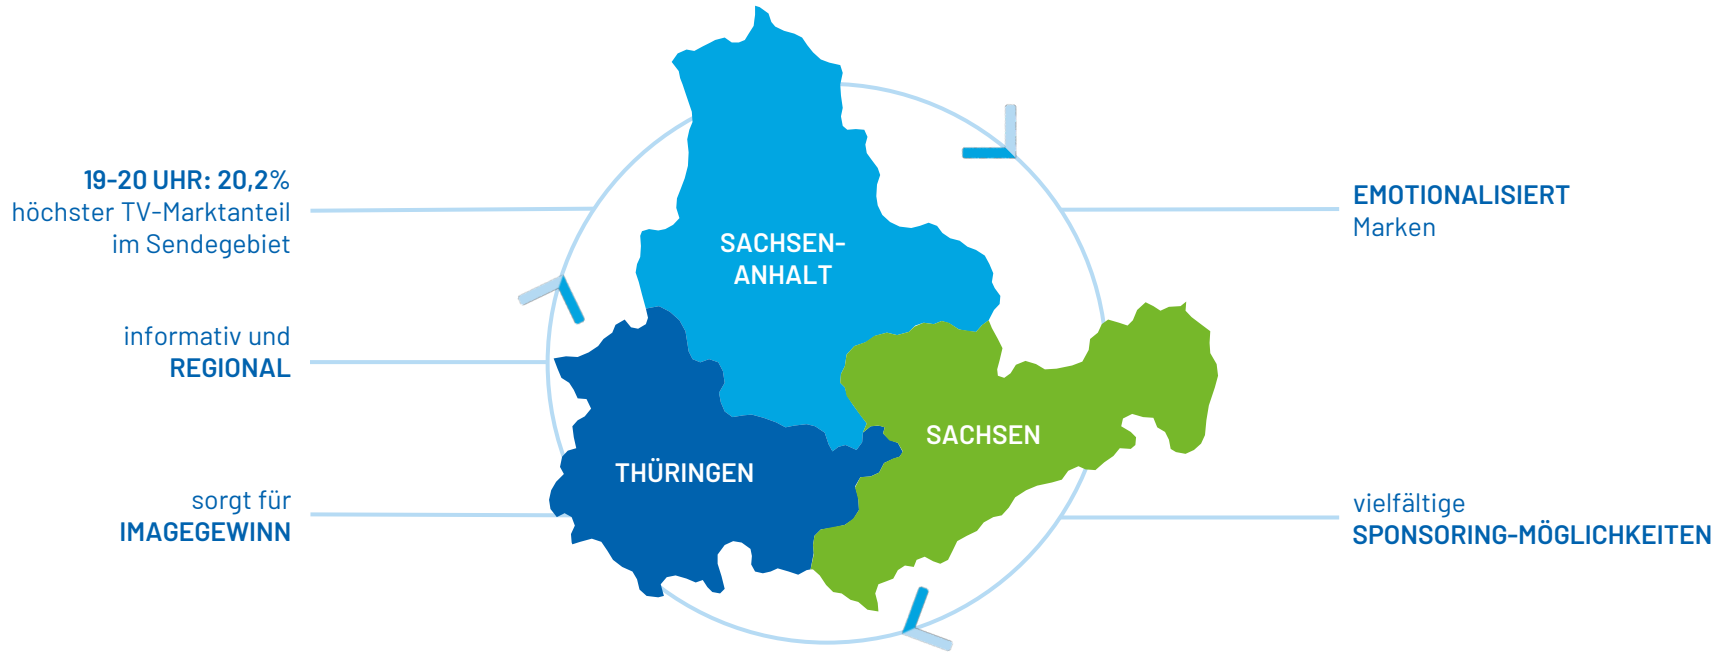 19-20 UHR: 20,2%
höchster TV-Marktanteil
im Sendegebiet
informativ und
REGIONAL
sorgt für
IMAGEGEWINN
SACHSEN-
ANHALT
THÜRINGEN
SACHSEN
EMOTIONALISIERT
Marken
vielfältige
SPONSORING-MÖGLICHKEITEN